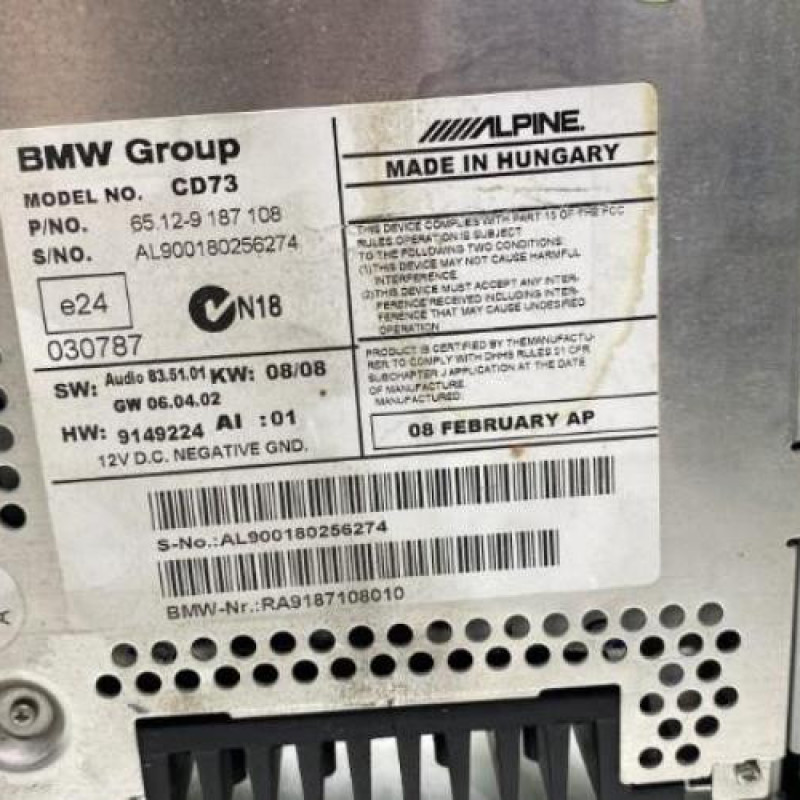 BMW Group
MODEL NO. CD73
P/NO. 65.12-9 187 108
S/NO. AL900180256274
e24
N18
030787
SW: Audio 83.51.01 KW: 08/08
GW 06.04.02
HW: 9149224 AI :01
12V D.C. NEGATIVE GND.
ALPINE.
MADE IN HUNGARY
THIS DEVICE COMPLIES WITH PART 15 OF THE FCC
RULES.OPERATION IS SUBJECT
TO THE FOLLOWING TWO CONDITIONS:
(1)THIS DEVICE MAY NOT CAUSE HARMFUL
INTERFERENCE.
(2)THIS DEVICE MUST ACCEPT ANY INTER-
FERENCE RECEIVED INCLUDING INTER-
FERENCE THAT MAY CAUSE UNDESIRED
OPERATION
PRODUCT IS CERTIFIED BY THEMANUFACTU-
RER TO COMPLY WITH DHHS RULES 21 CFR
SUBCHAPTER J APPLICATION AT THE DATE
OF MANUFACTURE.
MANUFACTURED:
08 FEBRUARY AP
S-No.:AL900180256274
BMW-Nr.:RA9187108010